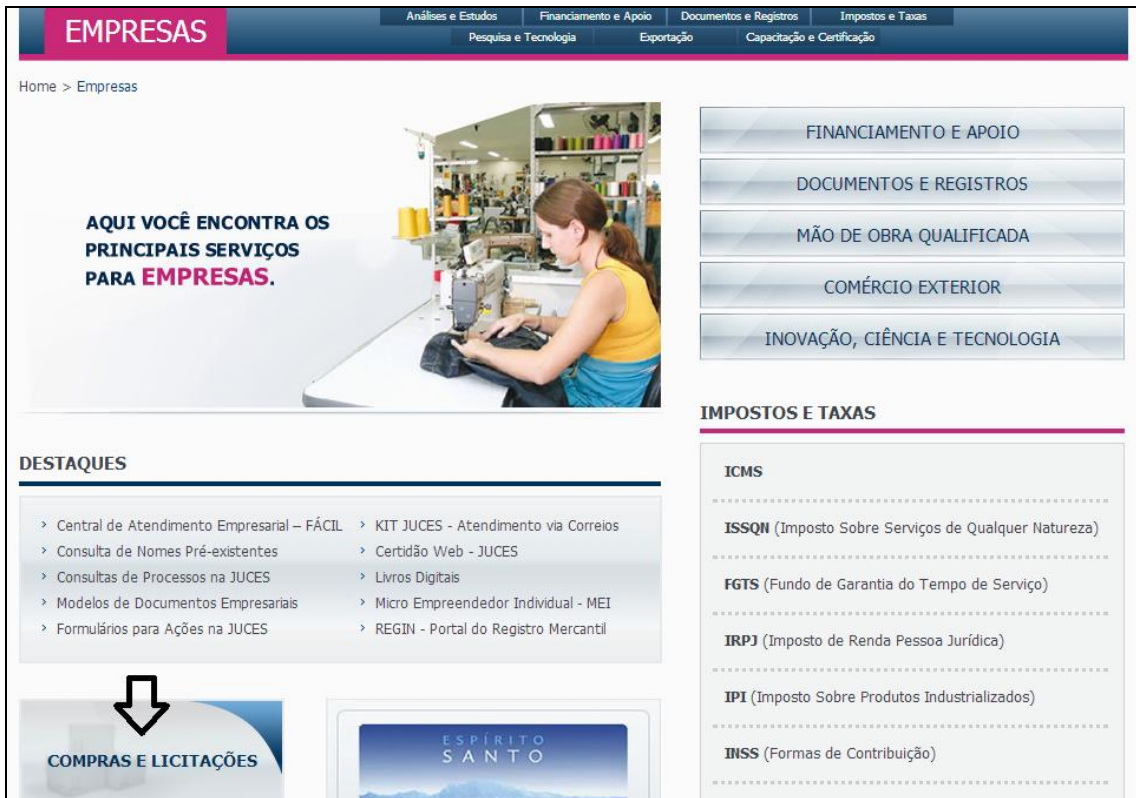 EMPRESAS
Análises e Estudos
Financiamento e Apoio
Documentos e Registros
Impostos e Taxas
Pesquisa e Tecnologia
Exportação
Capacitação e Certificação
Home > Empresas
AQUI VOCÊ ENCONTRA OS
PRINCIPAIS SERVIÇOS
PARA EMPRESAS.
FINANCIAMENTO E APOIO
DOCUMENTOS E REGISTROS
MÃO DE OBRA QUALIFICADA
COMÉRCIO EXTERIOR
INOVAÇÃO, CIÊNCIA E TECNOLOGIA
DESTAQUES
> Central de Atendimento Empresarial – FÁCIL
> Consulta de Nomes Pré-existentes
> Consultas de Processos na JUCES
> Modelos de Documentos Empresariais
> Formulários para Ações na JUCES
> KIT JUCES - Atendimento via Correios
> Certidão Web - JUCES
> Livros Digitais
> Micro Empreendedor Individual - MEI
> REGIN - Portal do Registro Mercantil
IMPOSTOS E TAXAS
ICMS
ISSQN (Imposto Sobre Serviços de Qualquer Natureza)
FGTS (Fundo de Garantia do Tempo de Serviço)
IRPJ (Imposto de Renda Pessoa Jurídica)
IPI (Imposto Sobre Produtos Industrializados)
INSS (Formas de Contribuição)
COMPRAS E LICITAÇÕES
ESPÍRITO
SANTO